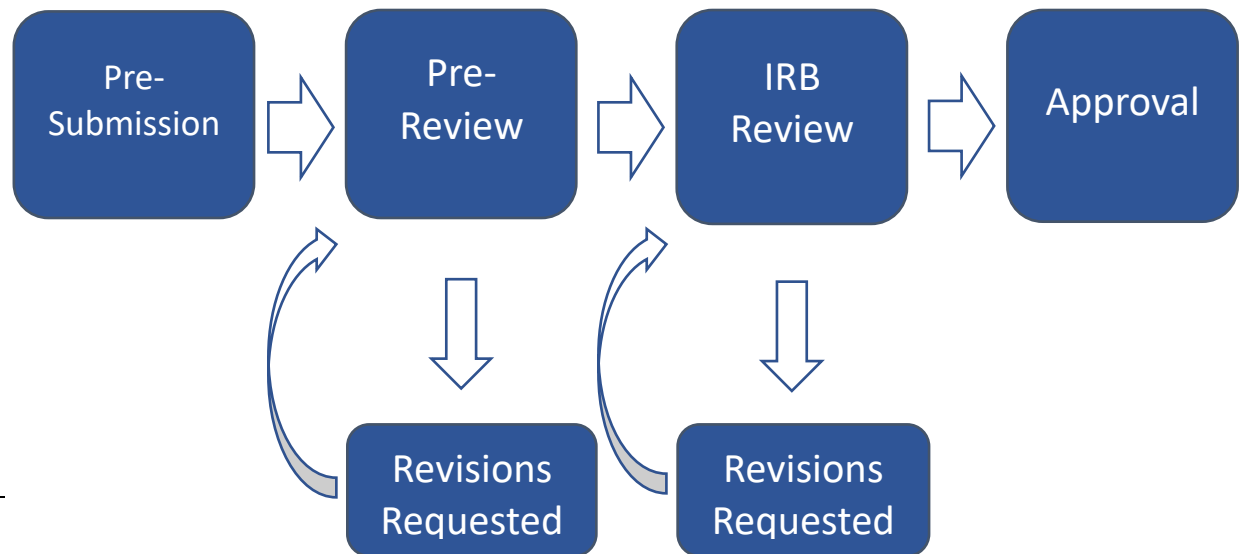 Pre-
Submission
Pre-
Review
IRB
Review
Approval
Revisions
Requested
Revisions
Requested